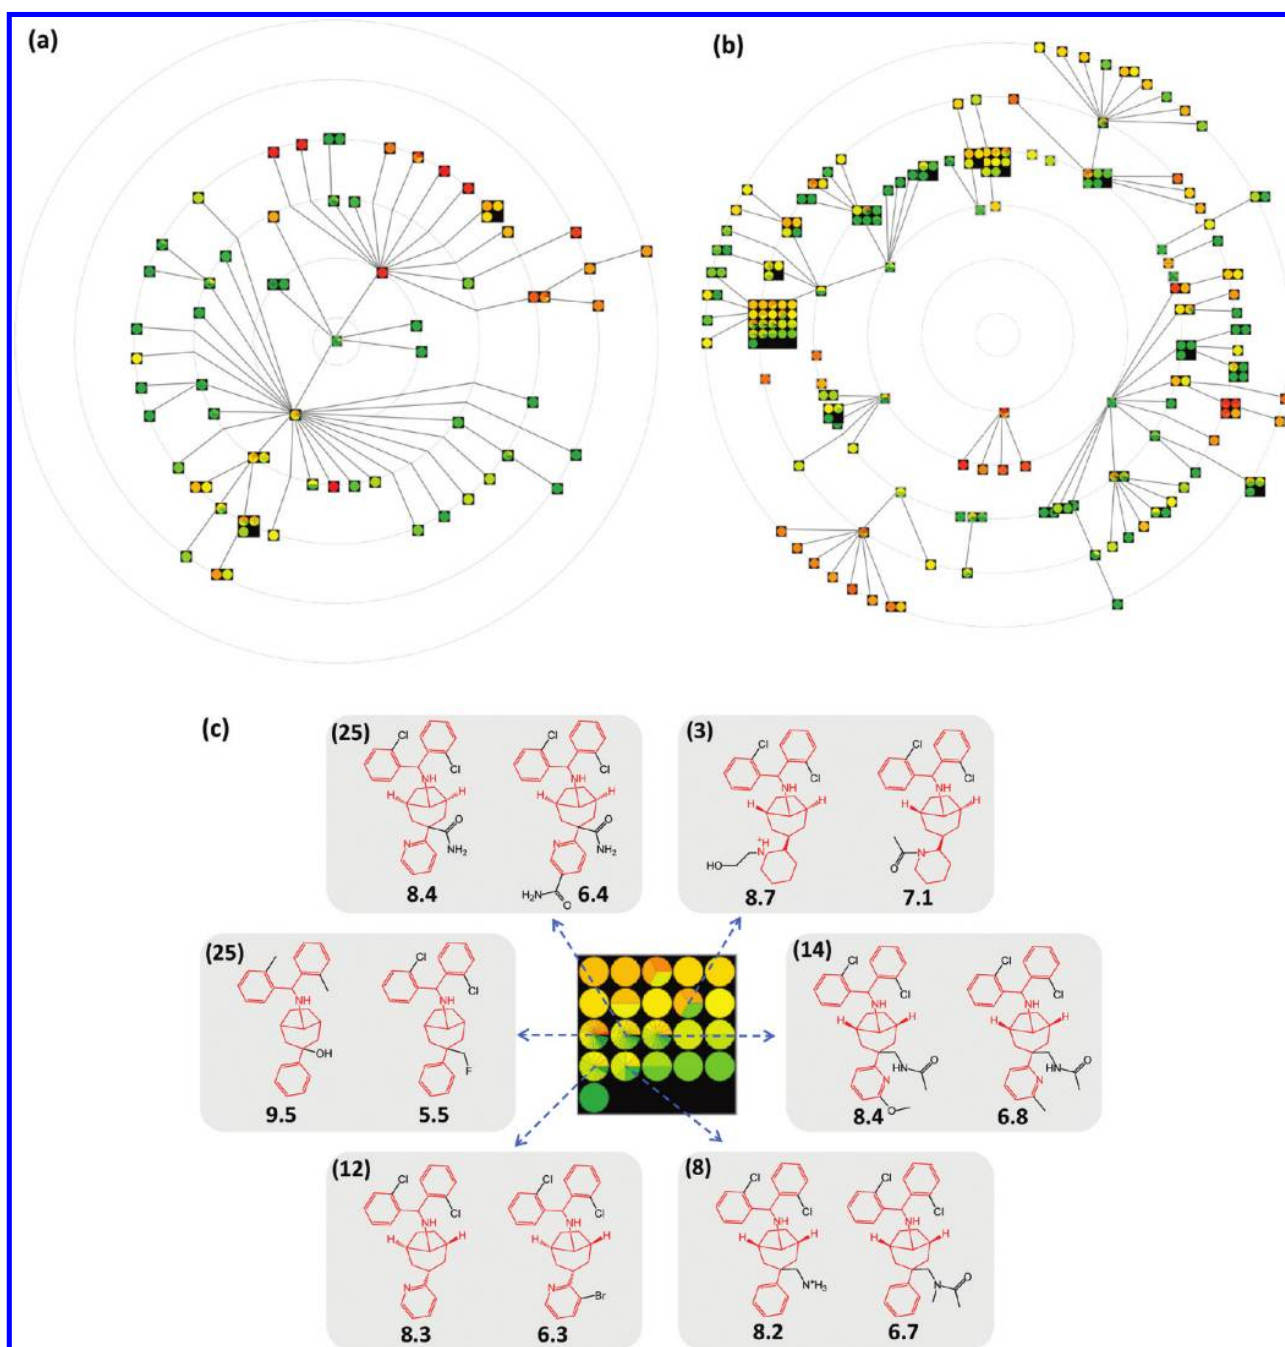 (a)
(b)
(c)
(25)
Cl
Cl
NH
H
H
N
O
NH₂
8.4
Cl
Cl
NH
H
H
N
O
NH₂
H₂N
O
6.4
(3)
Cl
Cl
NH
H
H
HO
N
H
+
8.7
Cl
Cl
NH
H
H
N
O
7.1
(25)
NH
OH
9.5
Cl
Cl
NH
F
5.5
(14)
Cl
Cl
NH
H
H
NH
O
N
O
8.4
Cl
Cl
NH
H
H
NH
O
N
6.8
(12)
Cl
Cl
NH
H
H
N
8.3
Cl
Cl
NH
H
H
N
Br
6.3
(8)
Cl
Cl
NH
H
H
N⁺H₃
8.2
Cl
Cl
NH
H
H
N
O
6.7